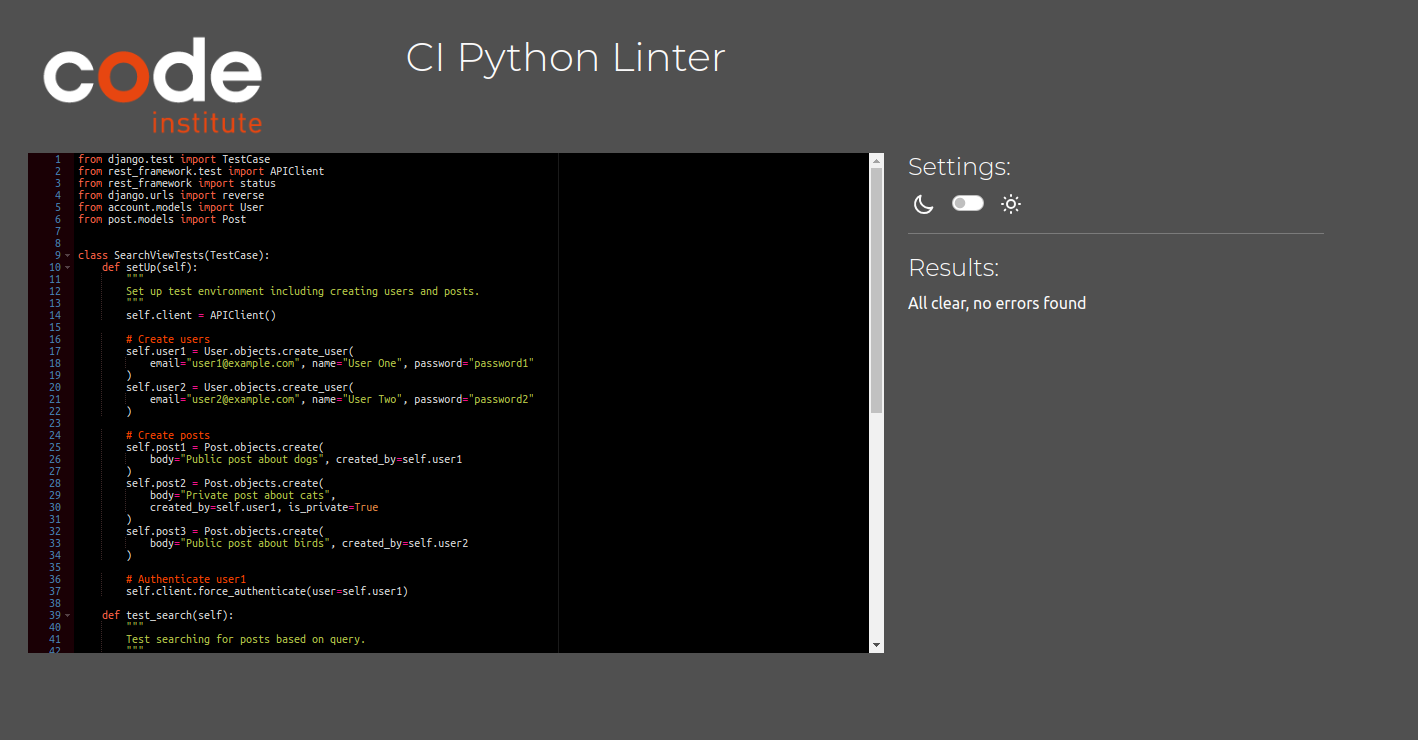 code
institute
CI Python Linter
1 from django.test import TestCase
2 from rest_framework.test import APIClient
3 from rest_framework import status
4 from django.urls import reverse
5 from account.models import User
6 from post.models import Post
7
8
9 class SearchViewTests(TestCase):
10 def setUp(self):
11 """
12 Set up test environment including creating users and posts.
13 """
14 self.client = APIClient()
15
16 # Create users
17 self.user1 = User.objects.create_user(
18 email="user1@example.com", name="User One", password="password1"
19 )
20 self.user2 = User.objects.create_user(
21 email="user2@example.com", name="User Two", password="password2"
22 )
23
24 # Create posts
25 self.post1 = Post.objects.create(
26 body="Public post about dogs", created_by=self.user1
27 )
28 self.post2 = Post.objects.create(
29 body="Private post about cats",
30 created_by=self.user1, is_private=True
31 )
32 self.post3 = Post.objects.create(
33 body="Public post about birds", created_by=self.user2
34 )
35
36 # Authenticate user1
37 self.client.force_authenticate(user=self.user1)
38
39 def test_search(self):
40 """
41 Test searching for posts based on query.
42 """
Settings:
Results:
All clear, no errors found